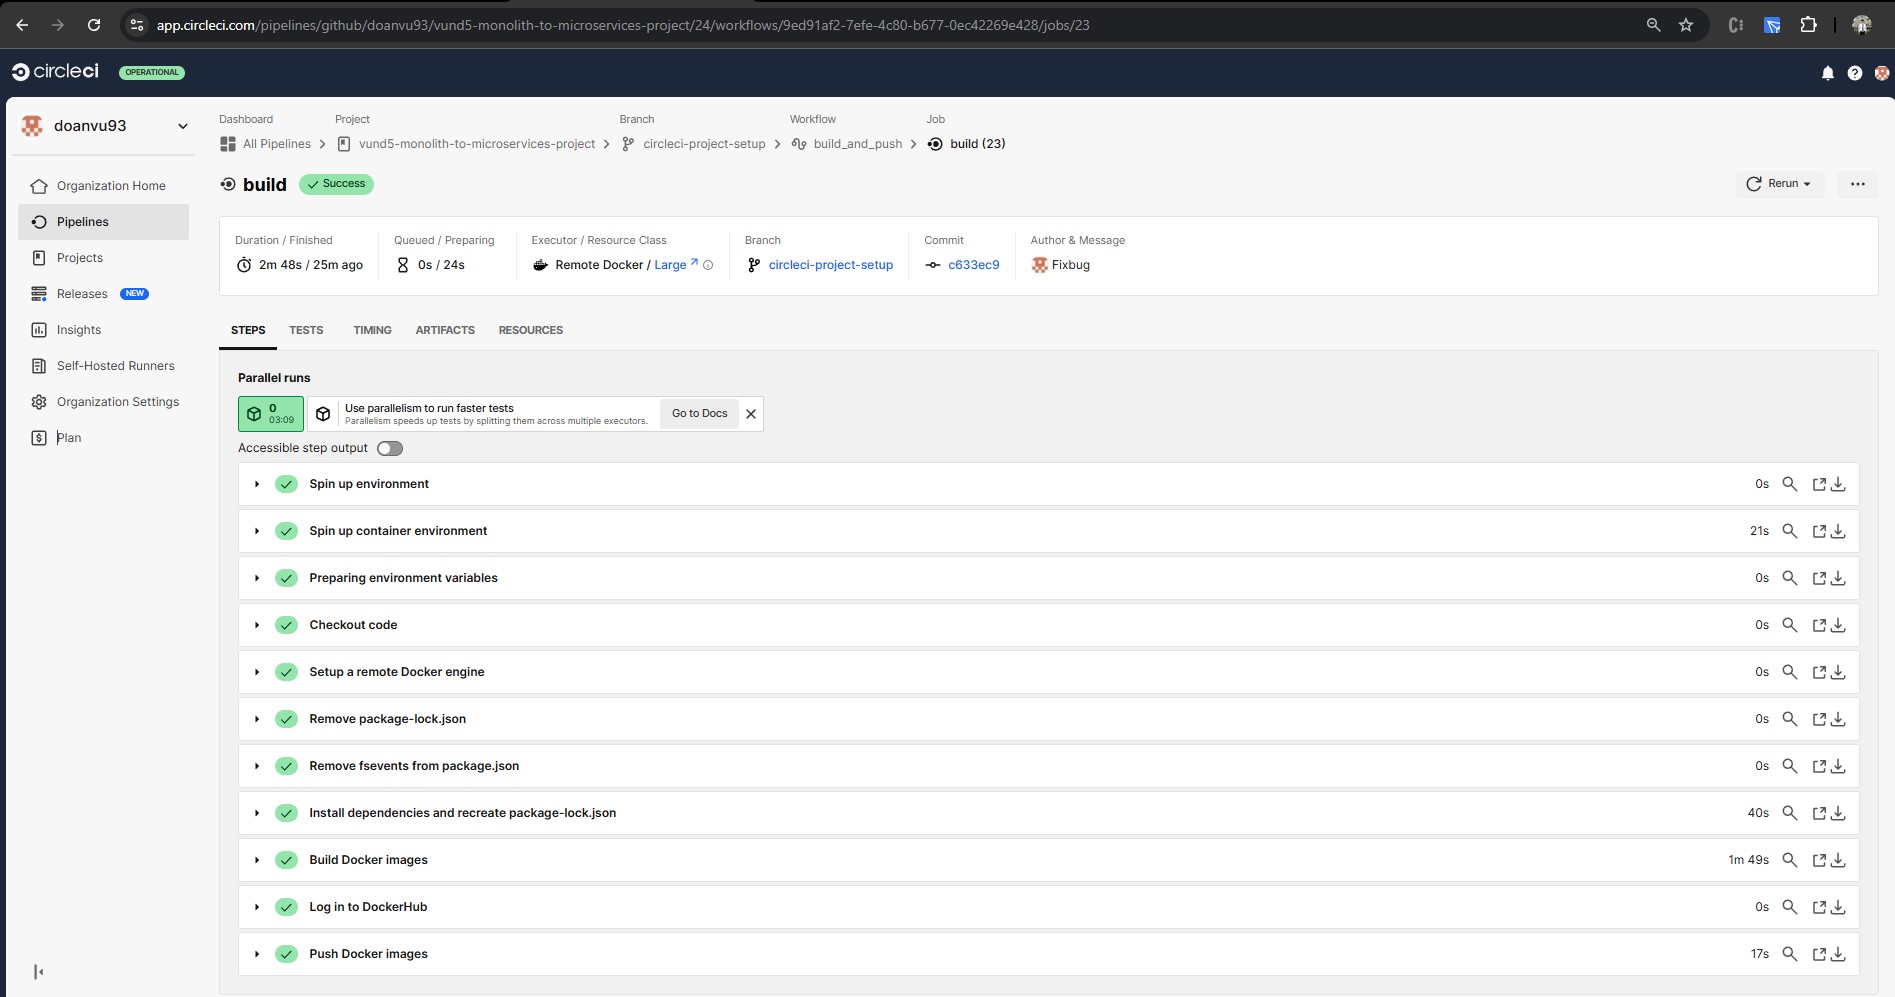 app.circleci.com/pipelines/github/doanvu93/vund5-monolith-to-microservices-project/24/workflows/9ed91af2-7efe-4c80-b677-0ec42269e428/jobs/23
circleci OPERATIONAL
doanvu93
Organization Home
Pipelines
Projects
Releases NEW
Insights
Self-Hosted Runners
Organization Settings
Plan
Dashboard Project Branch Workflow Job
All Pipelines vund5-monolith-to-microservices-project circleci-project-setup build_and_push build (23)
build Success Rerun
Duration / Finished Queued / Preparing Executor / Resource Class Branch Commit Author & Message
2m 48s / 25m ago 0s / 24s Remote Docker / Large circleci-project-setup c633ec9 Fixbug
STEPS TESTS TIMING ARTIFACTS RESOURCES
Parallel runs
0
03:09
Use parallelism to run faster tests
Parallelism speeds up tests by splitting them across multiple executors.
Go to Docs
Accessible step output
Spin up environment 0s
Spin up container environment 21s
Preparing environment variables 0s
Checkout code 0s
Setup a remote Docker engine 0s
Remove package-lock.json 0s
Remove fsevents from package.json 0s
Install dependencies and recreate package-lock.json 40s
Build Docker images 1m 49s
Log in to DockerHub 0s
Push Docker images 17s